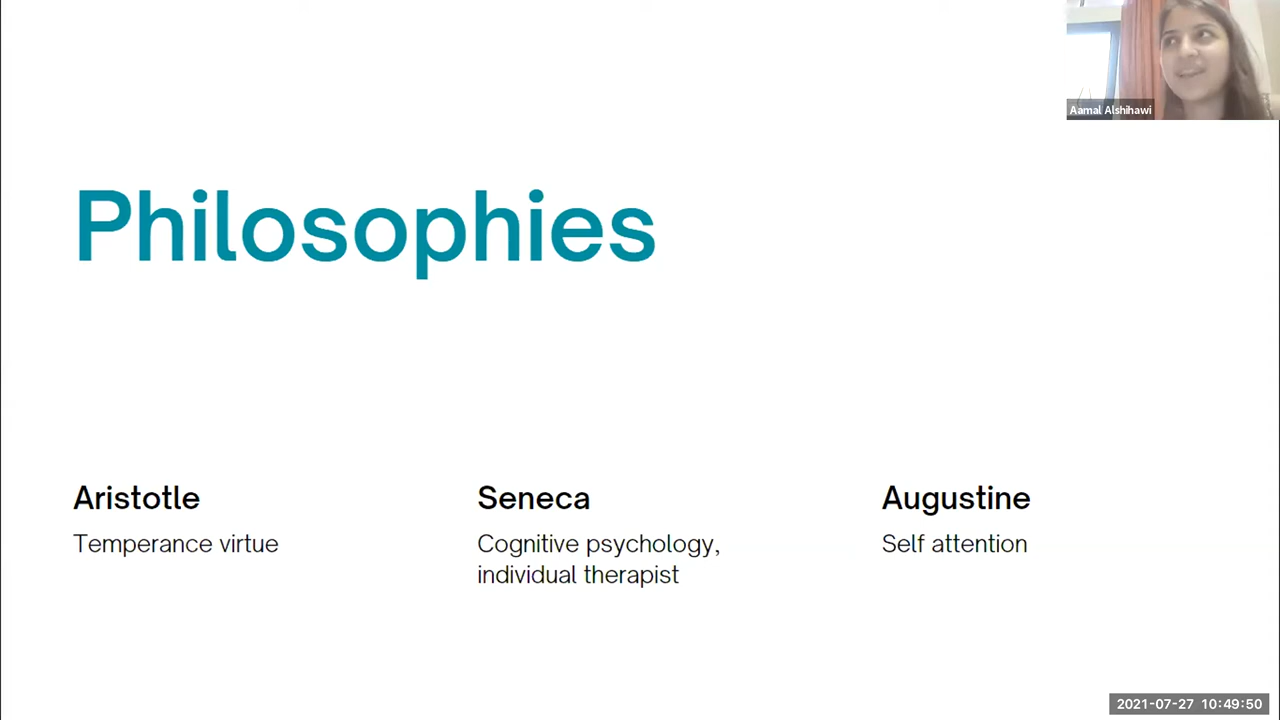 Aamal Alshihawi
Philosophies
Aristotle
Temperance virtue
Seneca
Cognitive psychology,
individual therapist
Augustine
Self attention
2021-07-27 10:49:50